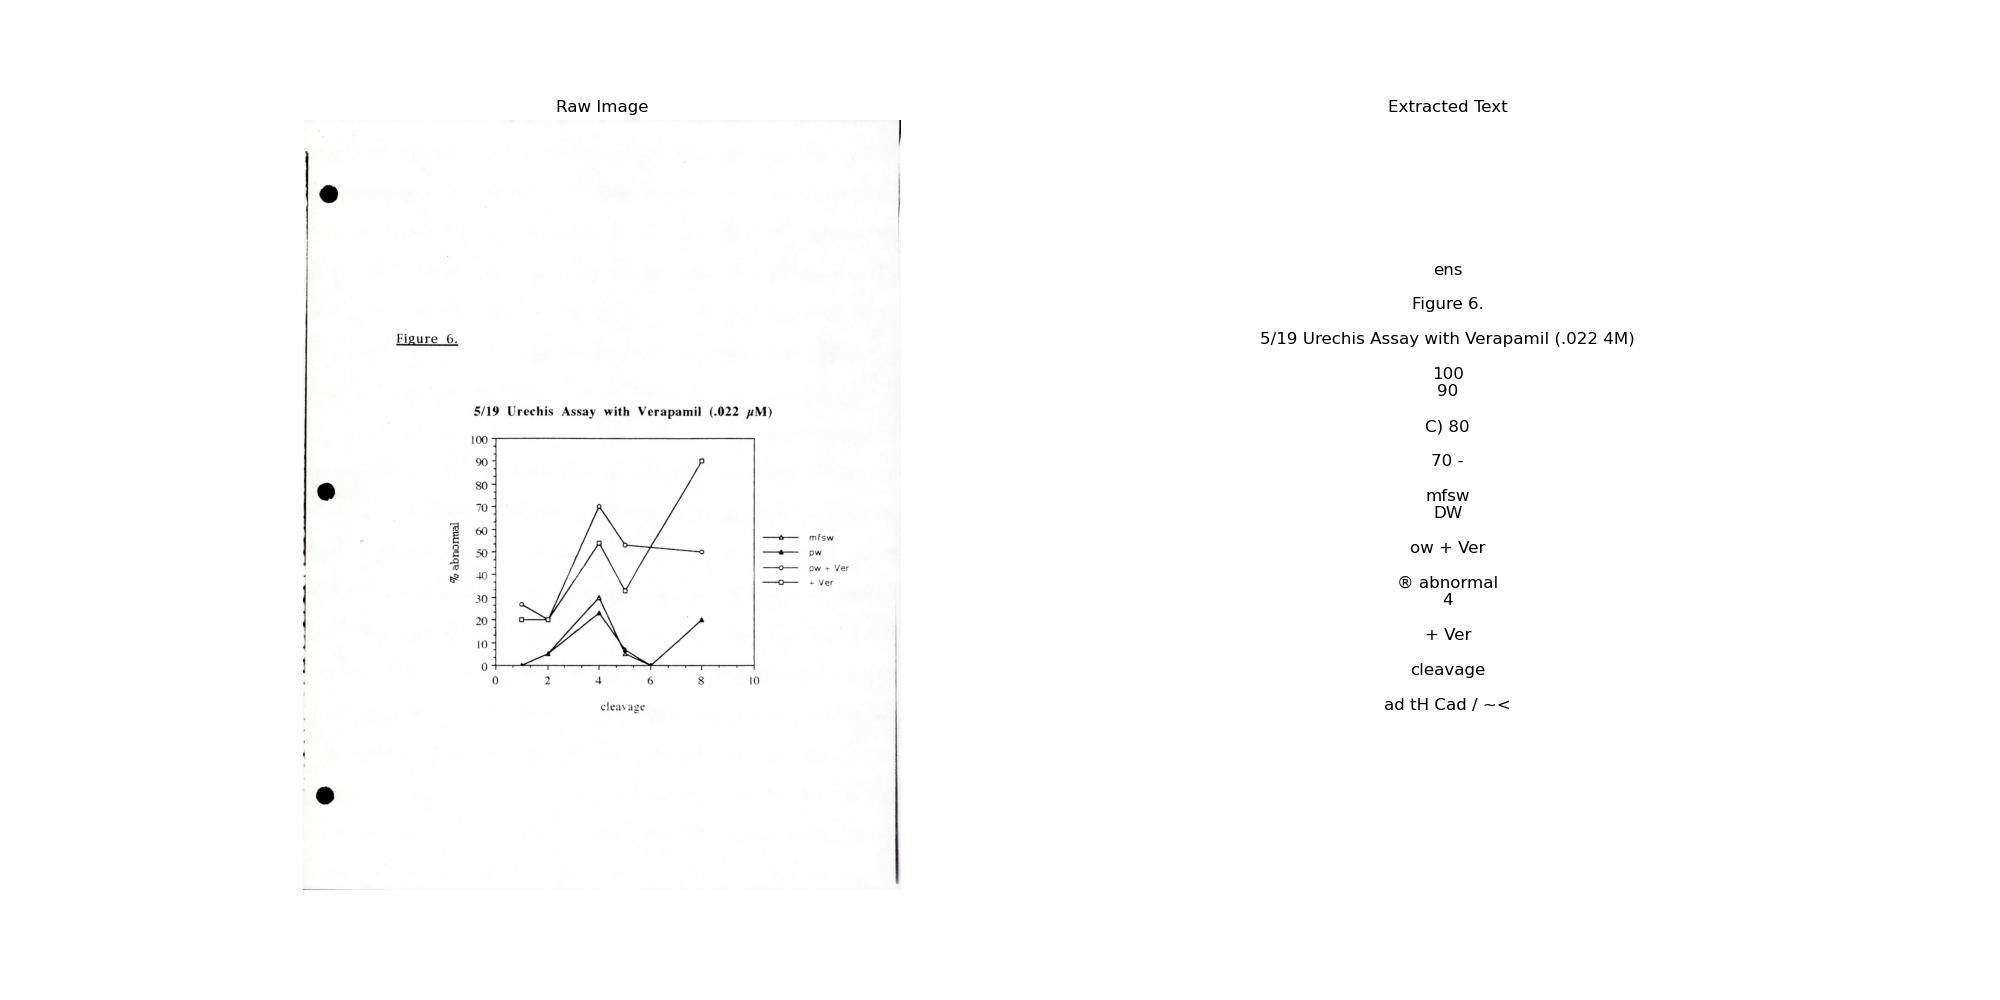 Raw Image
Figure 6.
5/19 Urechis Assay with Verapamil (.022 µM)
100
90
80
70
60
50
40
30
20
10
0
% abnormal
0 2 4 6 8 10
cleavage
mfsw
pw
pw + Ver
+ Ver
Extracted Text
ens
Figure 6.
5/19 Urechis Assay with Verapamil (.022 4M)
100
90
C) 80
70 -
mfsw
DW
ow + Ver
® abnormal
4
+ Ver
cleavage
ad tH Cad / ~<